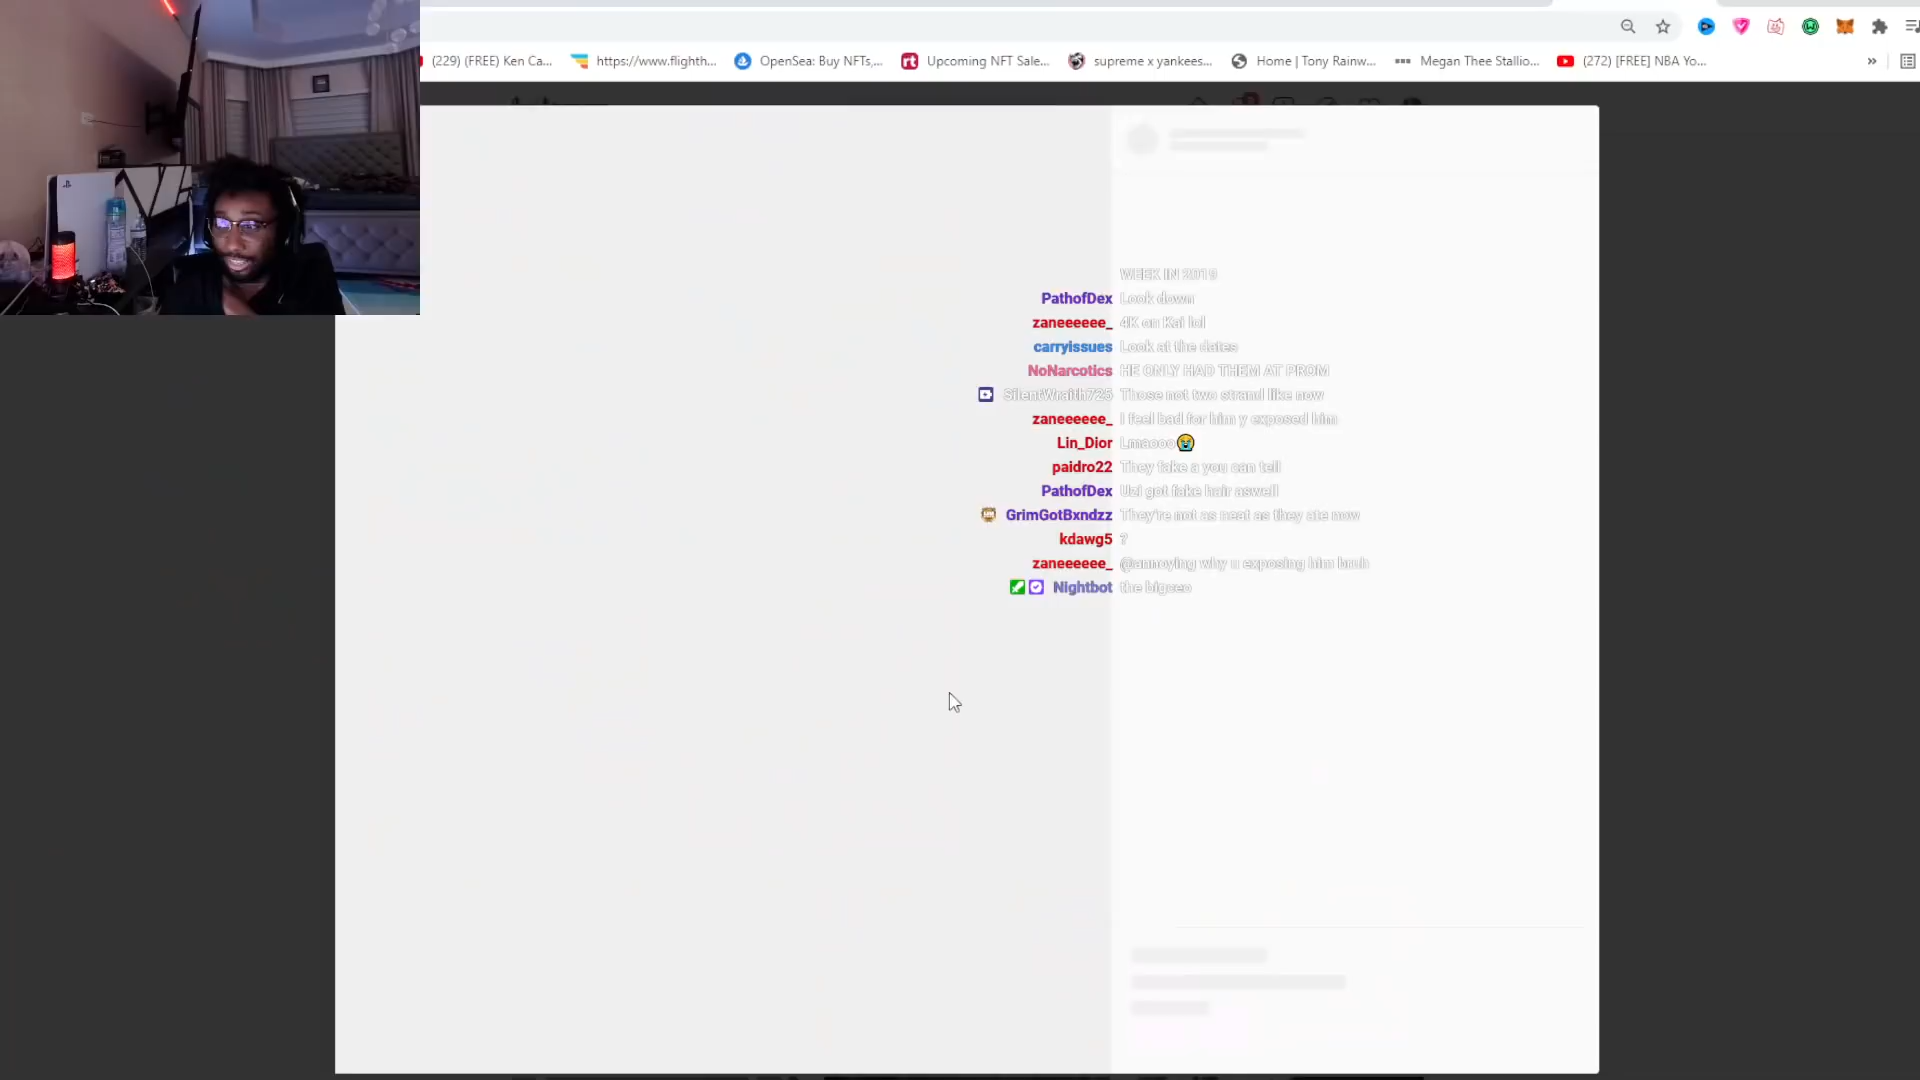 (229) (FREE) Ken Ca... https://www.flighth... OpenSea: Buy NFTs,... Upcoming NFT Sale... supreme x yankees... Home | Tony Rainw... Megan Thee Stallio... (272) [FREE] NBA Yo... »
WEEK IN 2019
PathofDex Look down
zaneeeeee_ 4K on Kai lol
carryissues Look at the dates
NoNarcotics HE ONLY HAD THEM AT PROM
SilentWraith725 Those not two strand like now
zaneeeeee_ I feel bad for him y exposed him
Lin_Dior Lmaooo😭
paidro22 They fake a you can tell
PathofDex Uzi got fake hair aswell
GrimGotBxndzz They're not as neat as they ate now
kdawg5 ?
zaneeeeee_ @annoying why u exposing him bruh
Nightbot the bigceo